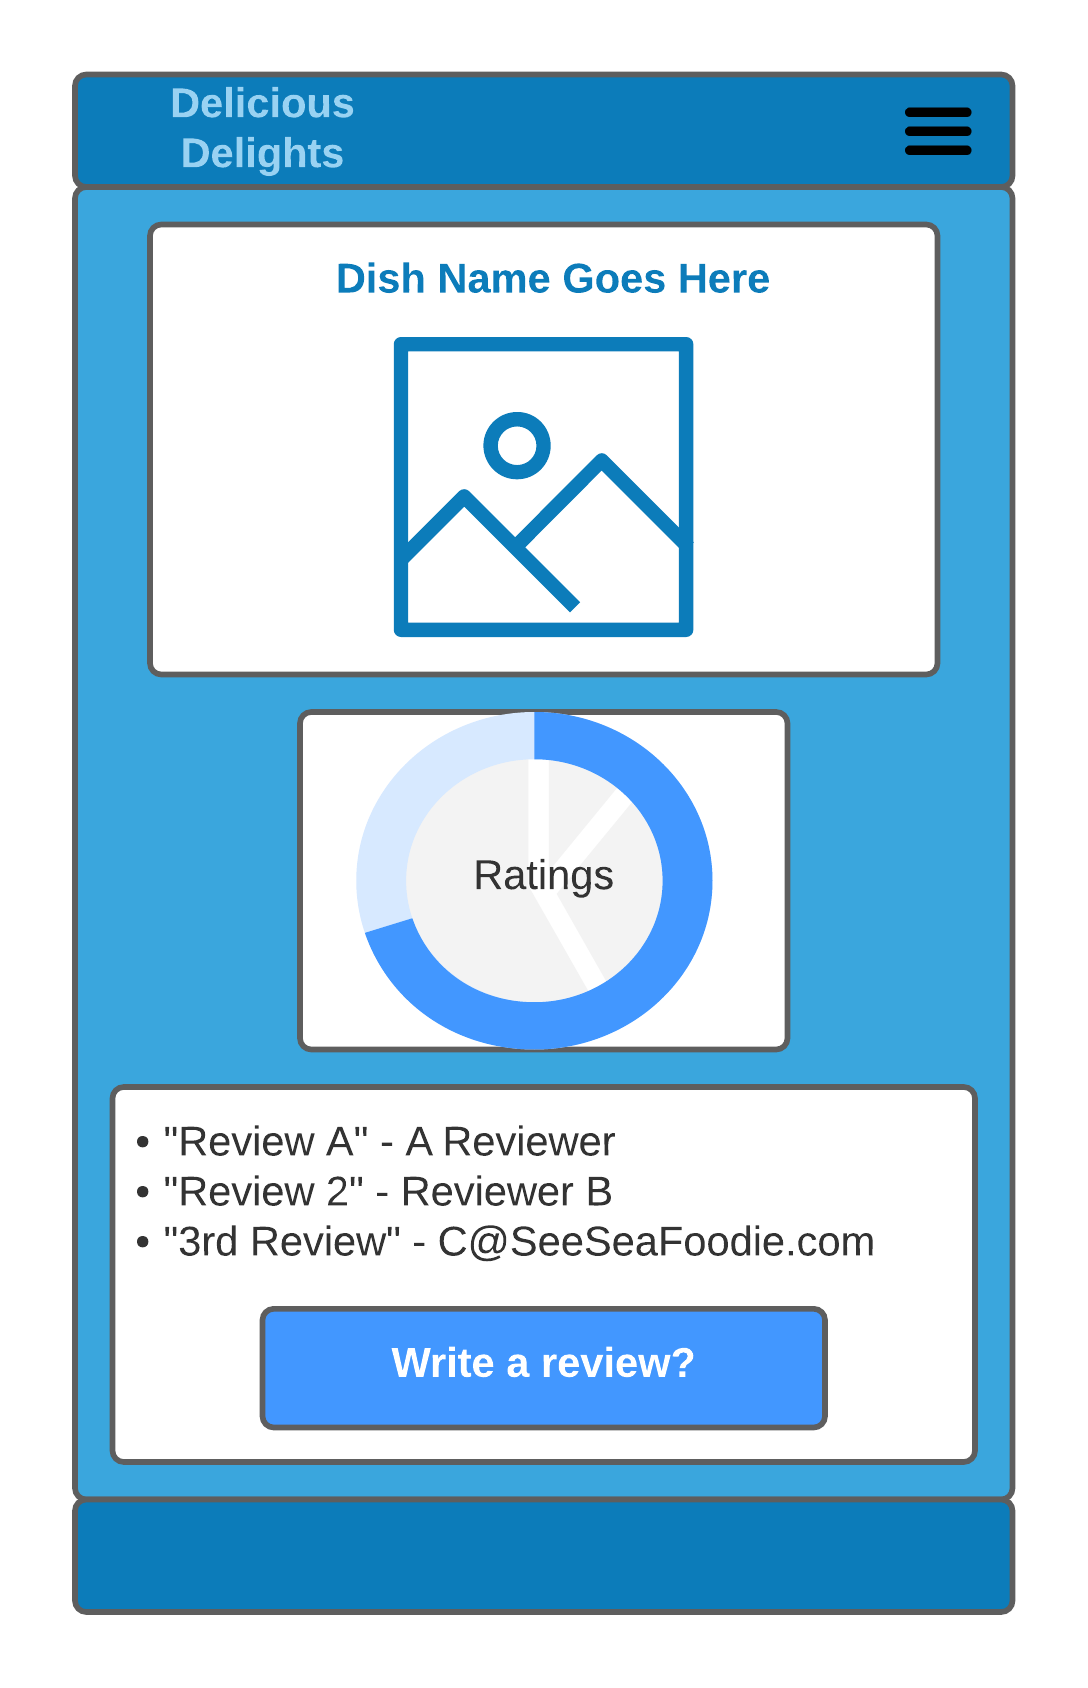 Delicious
Delights
Dish Name Goes Here
Ratings
• "Review A" - A Reviewer
• "Review 2" - Reviewer B
• "3rd Review" - C@SeeSeaFoodie.com
Write a review?